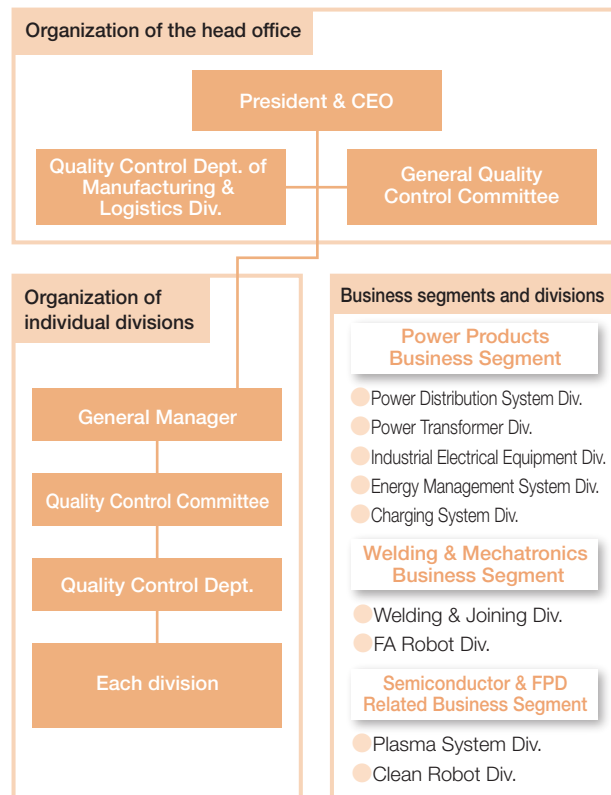 Organization of the head office
President & CEO
Quality Control Dept. of
Manufacturing &
Logistics Div.
General Quality
Control Committee
Organization of
individual divisions
General Manager
Quality Control Committee
Quality Control Dept.
Each division
Business segments and divisions
Power Products
Business Segment
Power Distribution System Div.
Power Transformer Div.
Industrial Electrical Equipment Div.
Energy Management System Div.
Charging System Div.
Welding & Mechatronics
Business Segment
Welding & Joining Div.
FA Robot Div.
Semiconductor & FPD
Related Business Segment
Plasma System Div.
Clean Robot Div.